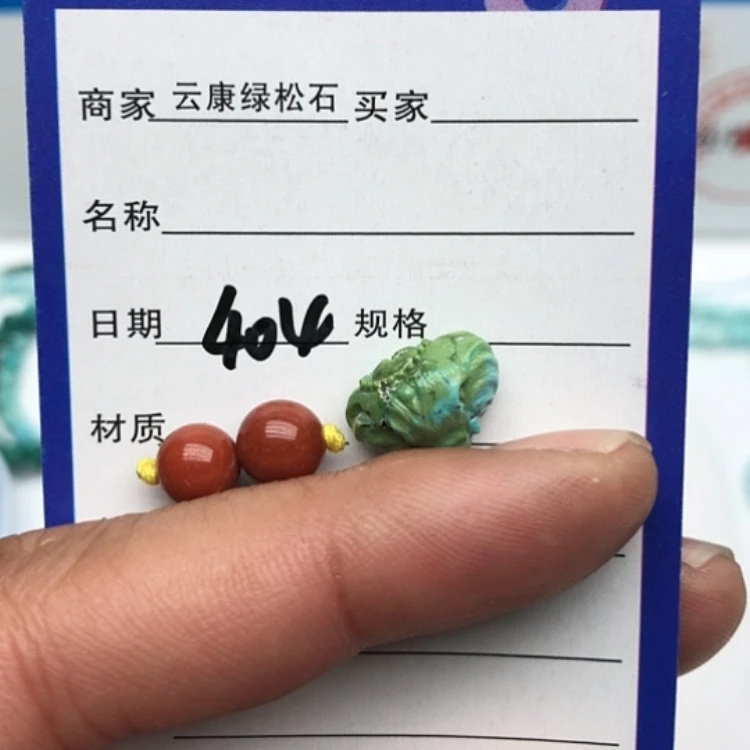 商家 云康绿松石 买家
名称
日期 404 规格
材质